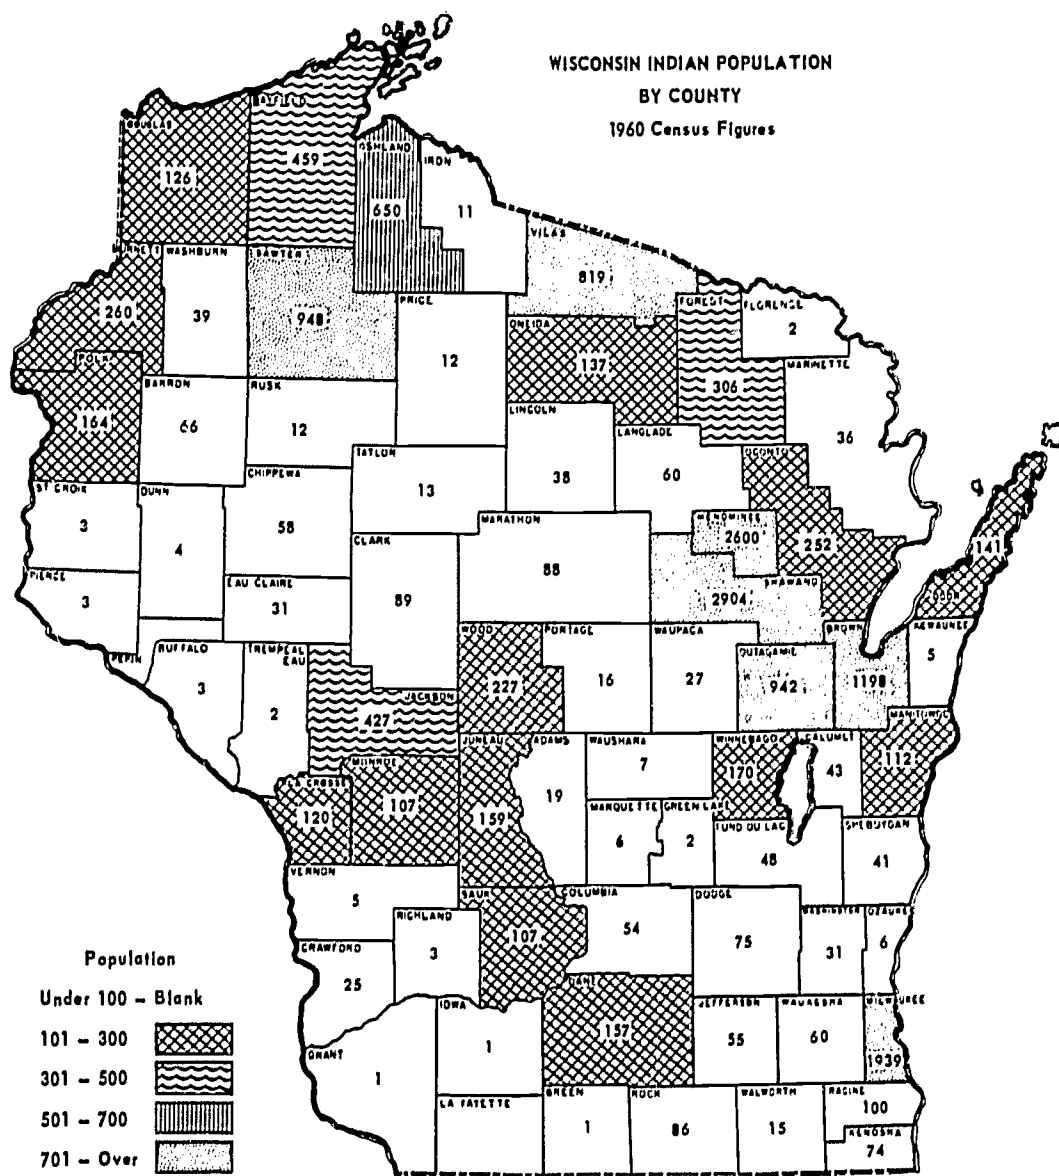 WISCONSIN INDIAN POPULATION
BY COUNTY
1960 Census Figures
DOUGLAS
126
BAYFIELD
459
ASHLAND
650
IRON
11
VILAS
819
BURNETT
260
WASHBURN
39
SAWYER
948
PRICE
12
ONEIDA
137
FOREST
306
FLORENCE
2
MARINETTE
36
POLK
164
BARRON
66
RUSK
12
LINCOLN
38
LANGLADE
60
OCONTO
252
ST CROIX
3
DUNN
4
CHIPPEWA
58
TAYLOR
13
MARATHON
88
MENOMINEE
2600
SHAWANO
2904
DOOR
141
PIERCE
3
EAU CLAIRE
31
CLARK
89
PEPIN
BUFFALO
3
TREMPEAL
EAU
2
JACKSON
427
WOOD
227
PORTAGE
16
WAUPACA
27
OUTAGAMIE
942
BROWN
1198
KEWAUNEE
5
LA CROSSE
120
MONROE
107
JUNEAU
159
ADAMS
19
WAUSHARA
7
WINNEBAGO
170
CALUMET
43
MANITOWOC
112
MARQUETTE
6
GREEN LAKE
2
FOND DU LAC
48
SHEBOYGAN
41
VERNON
5
CRAWFORD
25
RICHLAND
3
SAUK
107
COLUMBIA
54
DODGE
75
WASHINGTON
31
OZAUKEE
6
GRANT
1
IOWA
1
DANE
157
JEFFERSON
55
WAUKESHA
60
MILWAUKEE
1939
LA FAYETTE
GREEN
1
ROCK
86
WALWORTH
15
RACINE
100
KENOSHA
74
Population
Under 100 – Blank
101 – 300
301 – 500
501 – 700
701 – Over